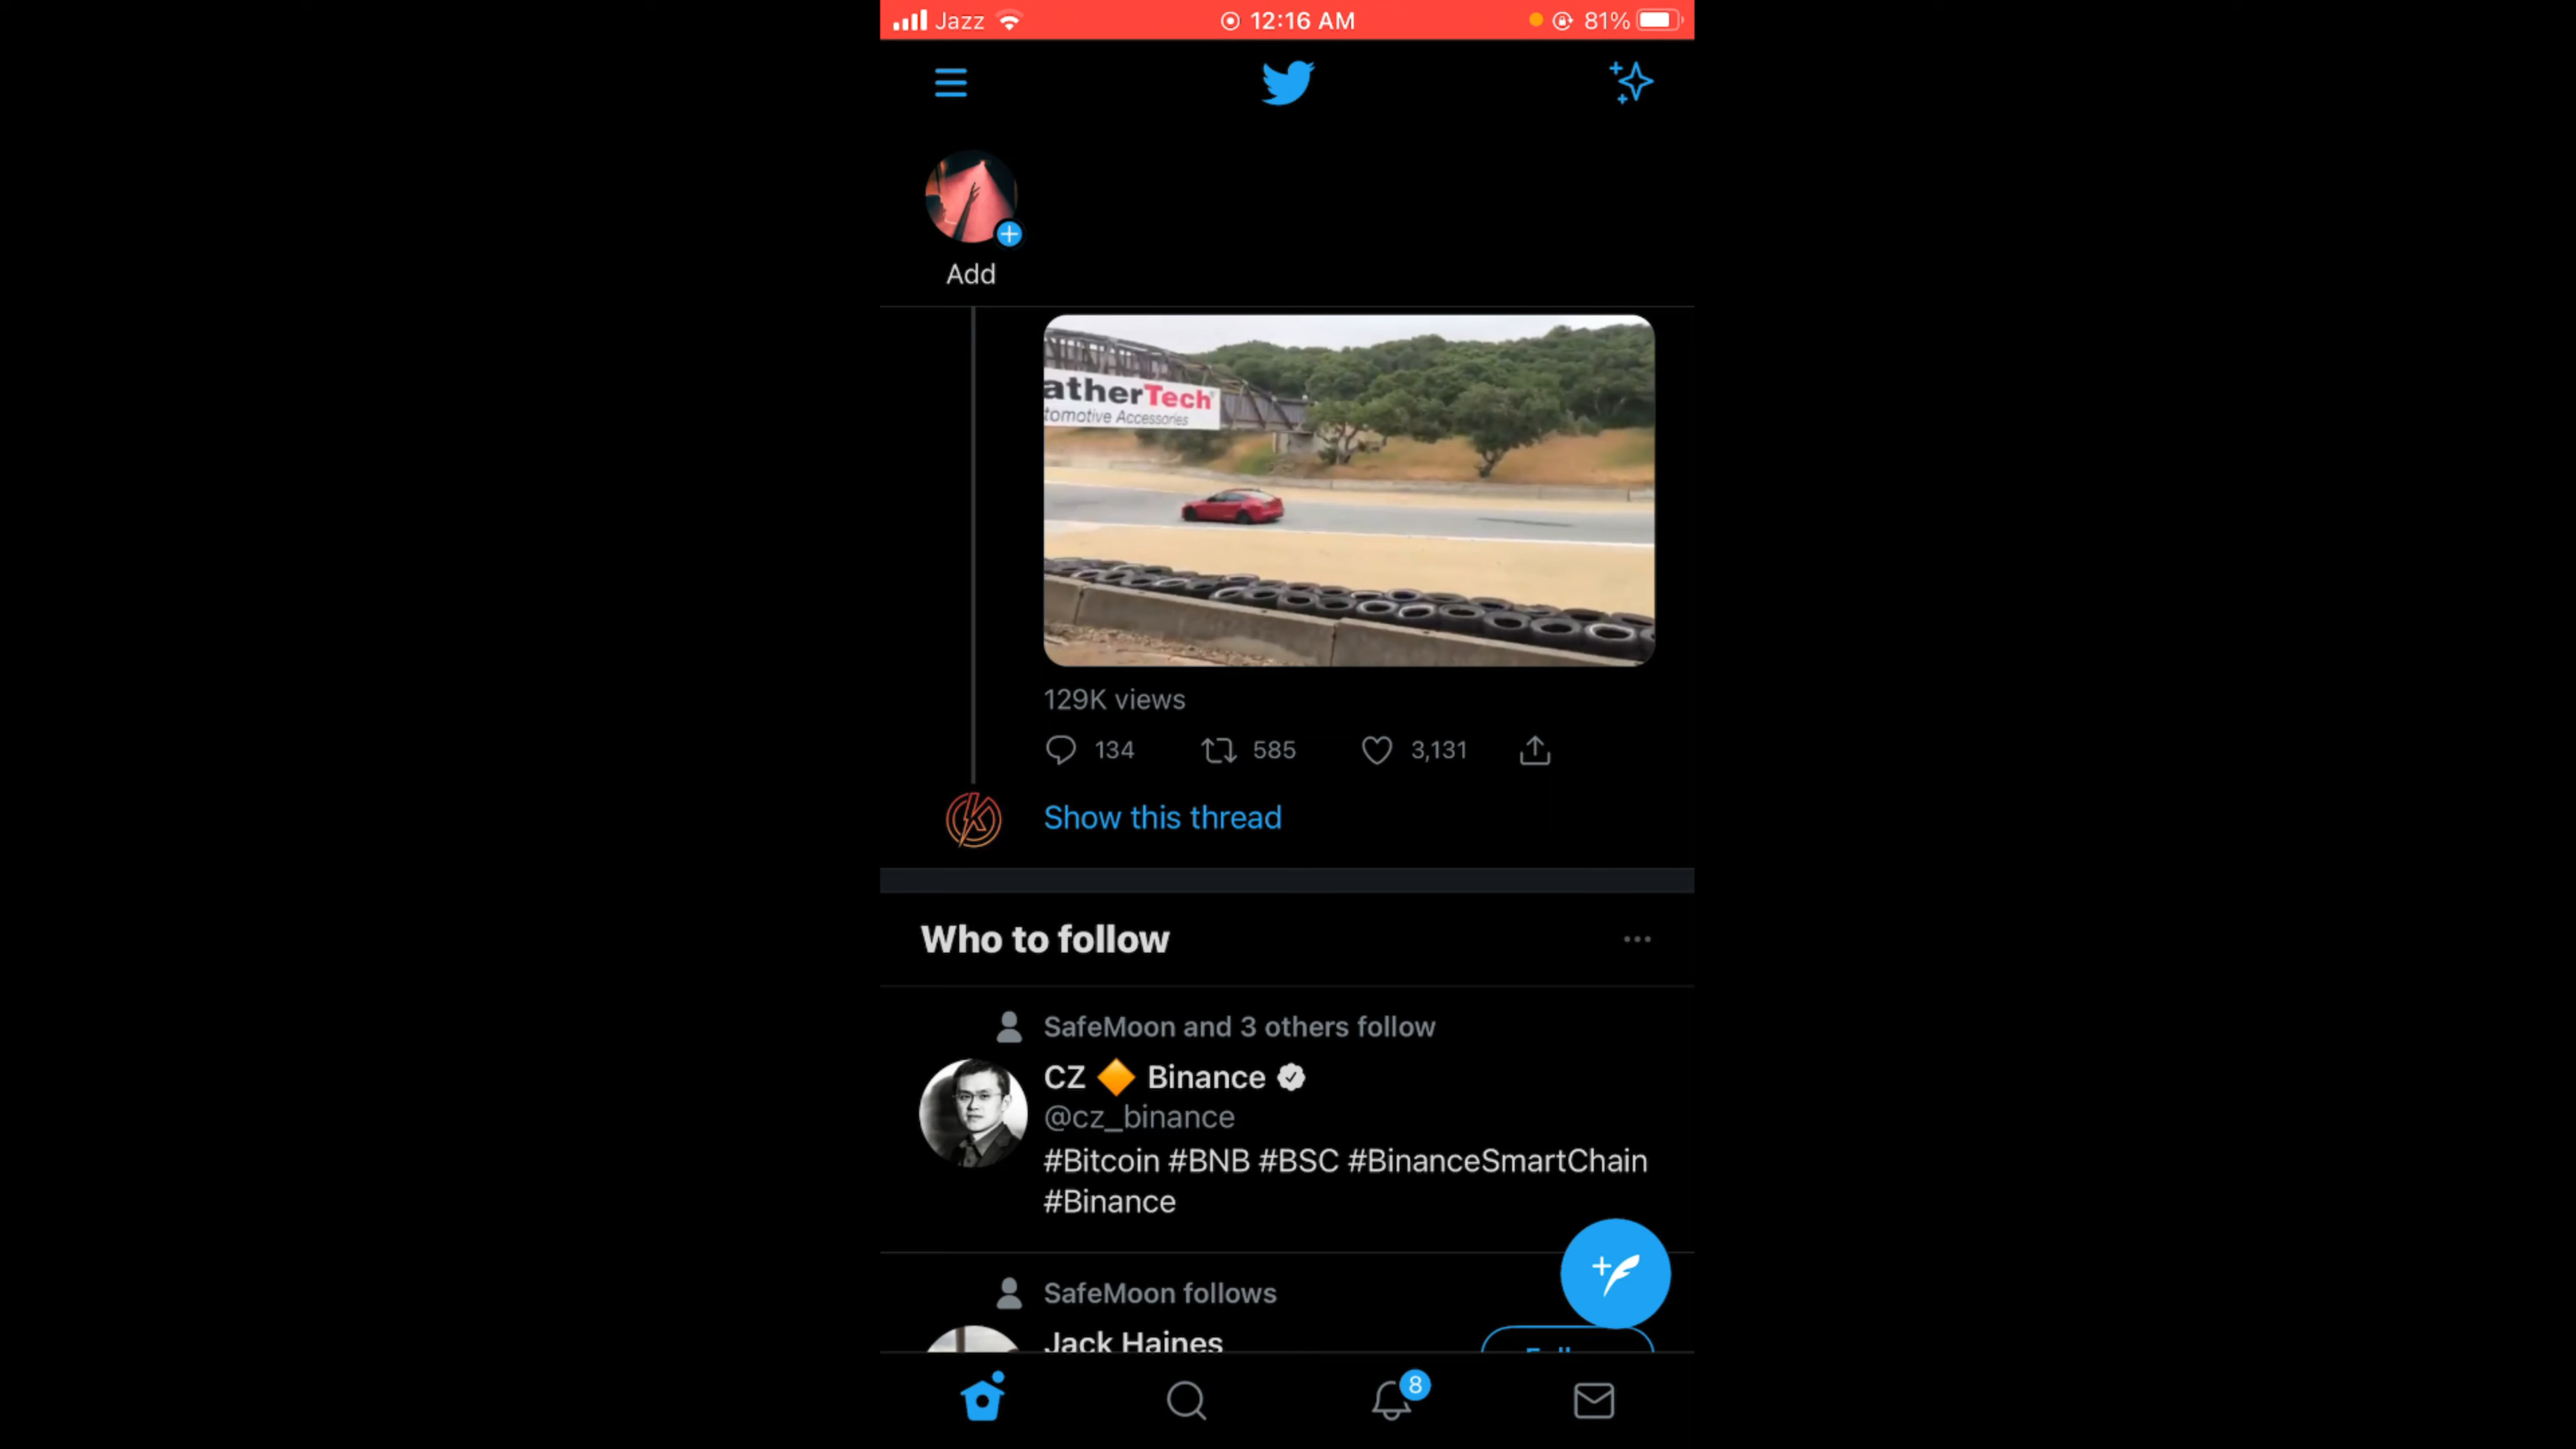 Jazz 12:16 AM 81%
Add
atherTech
tomotive Accessories
129K views
134 585 3,131
Show this thread
Who to follow
SafeMoon and 3 others follow
CZ 🔶 Binance
@cz_binance
#Bitcoin #BNB #BSC #BinanceSmartChain
#Binance
SafeMoon follows
Jack Haines
8